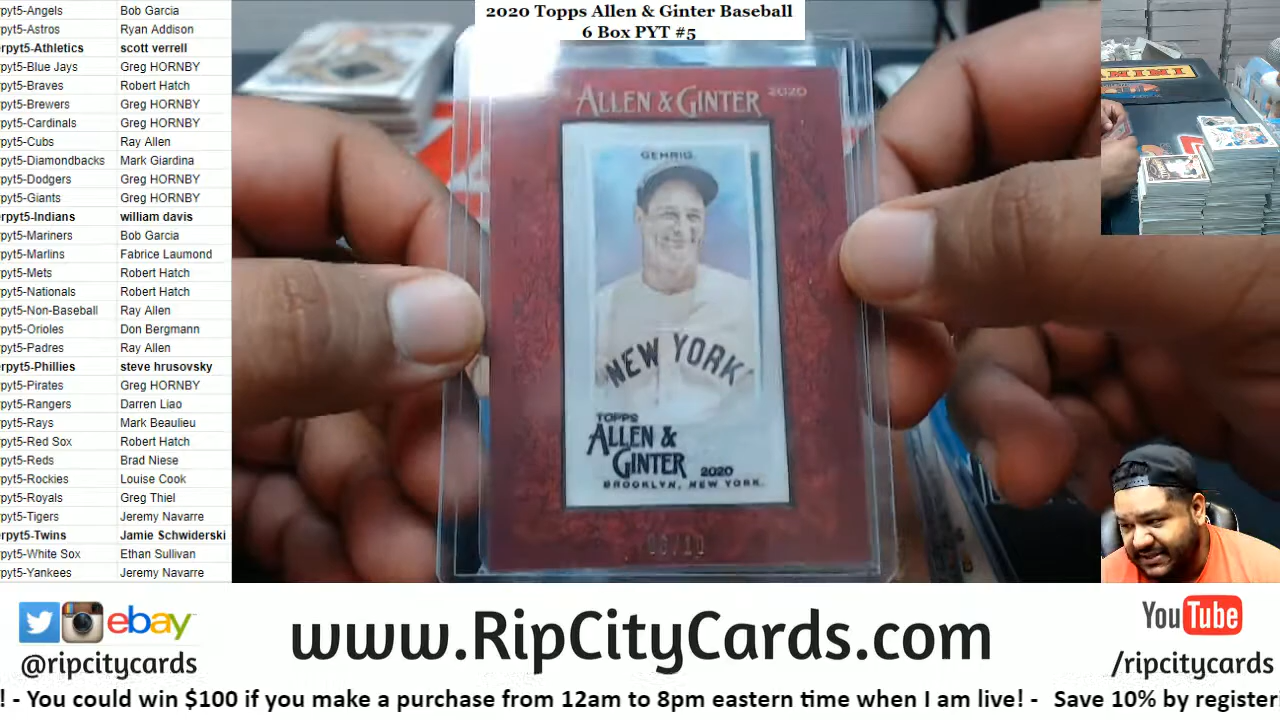 2020 Topps Allen & Ginter Baseball
6 Box PYT #5
pyt5-Angels Bob Garcia
pyt5-Astros Ryan Addison
rpyt5-Athletics scott verrell
pyt5-Blue Jays Greg HORNBY
pyt5-Braves Robert Hatch
pyt5-Brewers Greg HORNBY
pyt5-Cardinals Greg HORNBY
pyt5-Cubs Ray Allen
pyt5-Diamondbacks Mark Giardina
pyt5-Dodgers Greg HORNBY
pyt5-Giants Greg HORNBY
rpyt5-Indians william davis
pyt5-Mariners Bob Garcia
pyt5-Marlins Fabrice Laumond
pyt5-Mets Robert Hatch
pyt5-Nationals Robert Hatch
pyt5-Non-Baseball Ray Allen
pyt5-Orioles Don Bergmann
pyt5-Padres Ray Allen
rpyt5-Phillies steve hrusovsky
pyt5-Pirates Greg HORNBY
pyt5-Rangers Darren Liao
pyt5-Rays Mark Beaulieu
pyt5-Red Sox Robert Hatch
pyt5-Reds Brad Niese
pyt5-Rockies Louise Cook
pyt5-Royals Greg Thiel
pyt5-Tigers Jeremy Navarre
rpyt5-Twins Jamie Schwiderski
pyt5-White Sox Ethan Sullivan
pyt5-Yankees Jeremy Navarre
ALLEN & GINTER 2020
GEHRIG
NEW YORK
TOPPS
ALLEN &
GINTER 2020
BROOKLYN, NEW YORK.
PANINI
ebay
@ripcitycards
www.RipCityCards.com
YouTube
/ripcitycards
! - You could win $100 if you make a purchase from 12am to 8pm eastern time when I am live! - Save 10% by register